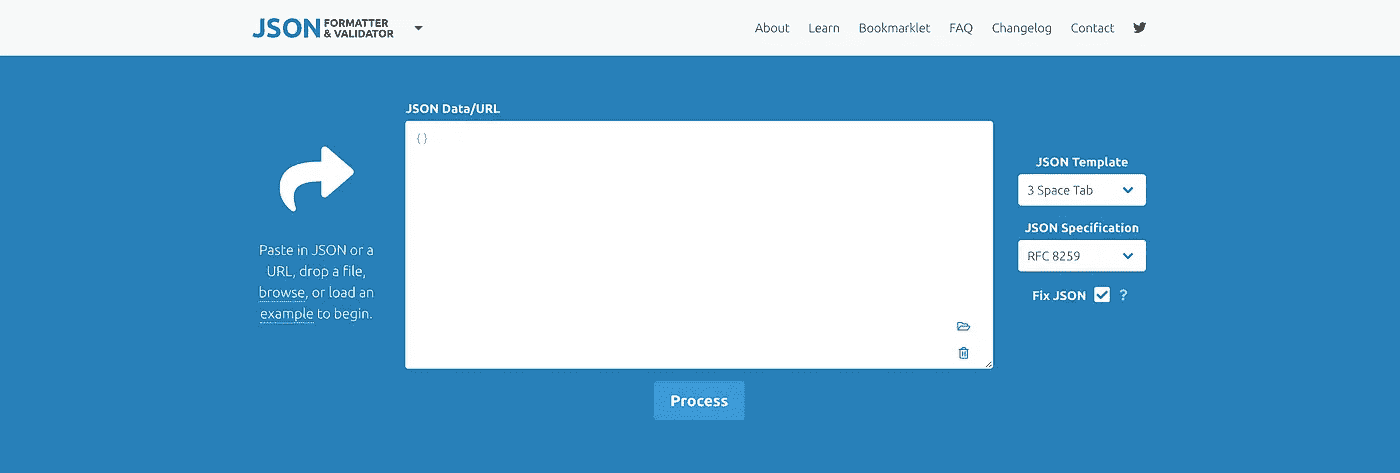 JSON FORMATTER & VALIDATOR
About Learn Bookmarklet FAQ Changelog Contact
JSON Data/URL
{}
Paste in JSON or a
URL, drop a file,
browse, or load an
example to begin.
JSON Template
3 Space Tab
JSON Specification
RFC 8259
Fix JSON ?
Process